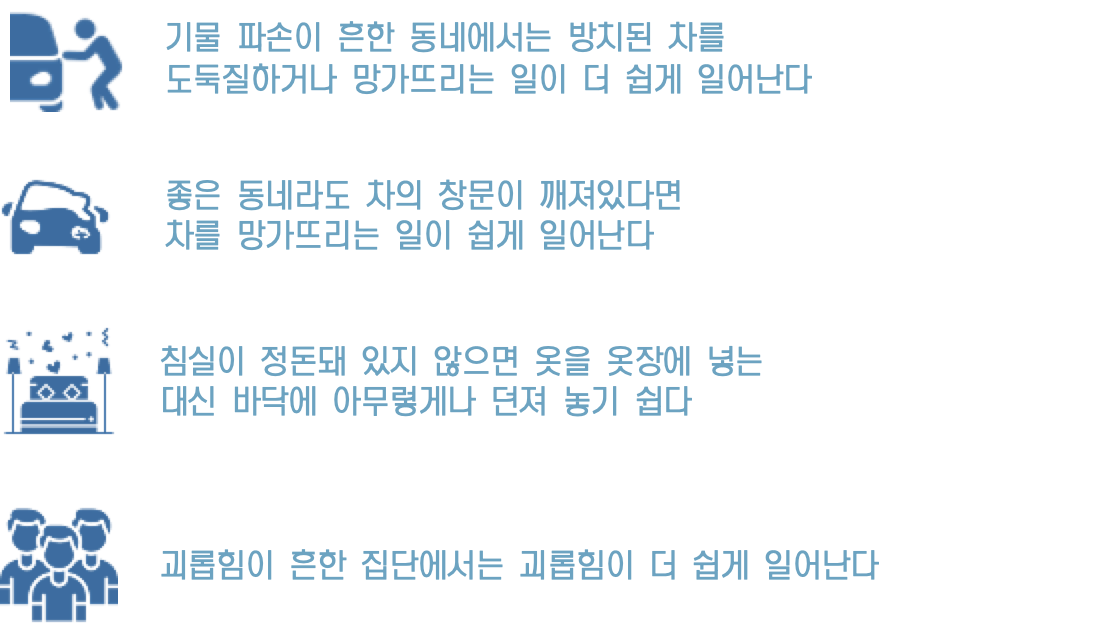 기물 파손이 흔한 동네에서는 방치된 차를
도둑질하거나 망가뜨리는 일이 더 쉽게 일어난다
좋은 동네라도 차의 창문이 깨져있다면
차를 망가뜨리는 일이 쉽게 일어난다
침실이 정돈돼 있지 않으면 옷을 옷장에 넣는
대신 바닥에 아무렇게나 던져 놓기 쉽다
괴롭힘이 흔한 집단에서는 괴롭힘이 더 쉽게 일어난다